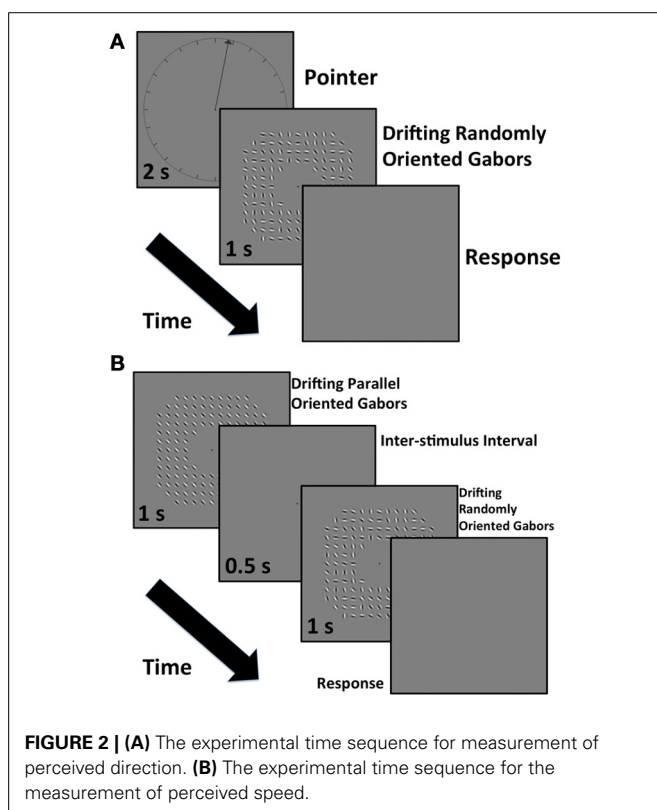 A
Pointer
2 s
Drifting Randomly
Oriented Gabors
1 s
Response
Time
B
Drifting Parallel
Oriented Gabors
1 s
Inter-stimulus Interval
0.5 s
Drifting
Randomly
Oriented Gabors
1 s
Time
Response
FIGURE 2 | (A) The experimental time sequence for measurement of
perceived direction. (B) The experimental time sequence for the
measurement of perceived speed.